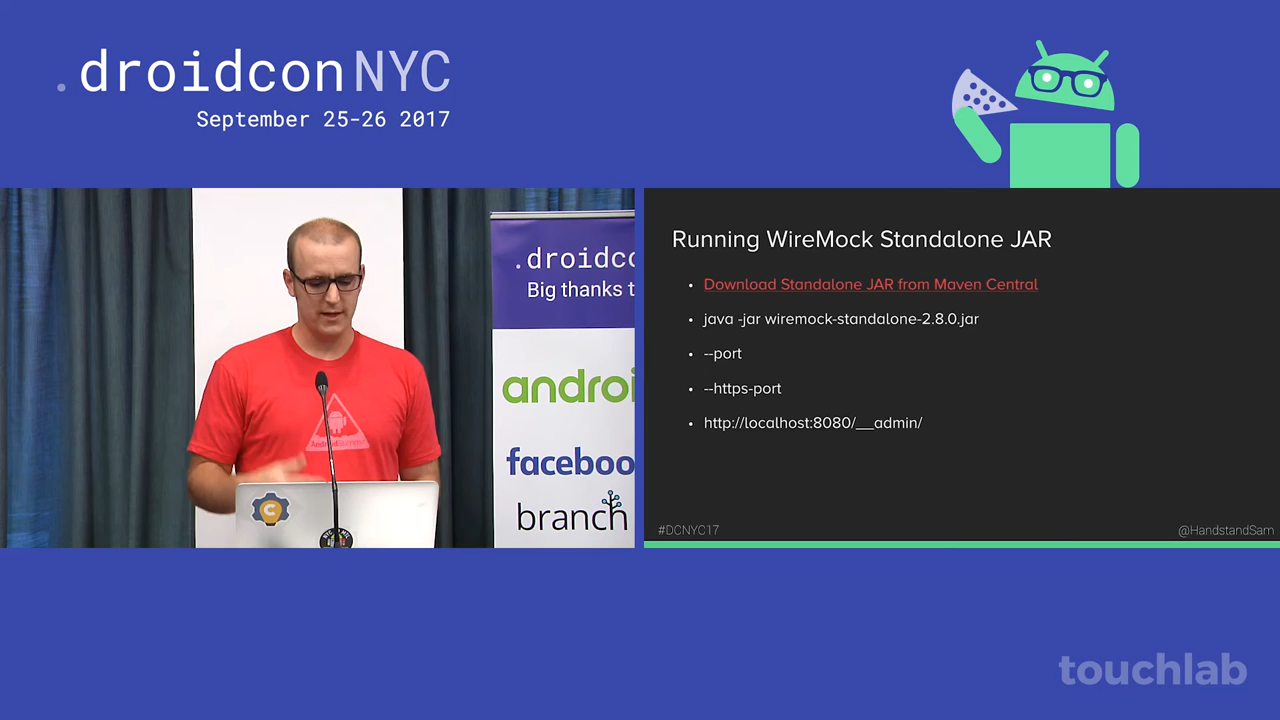 .droidcon NYC
September 25-26 2017
.droidco
Big thanks t
androi
faceboo
branch
C
Running WireMock Standalone JAR
• Download Standalone JAR from Maven Central
• java -jar wiremock-standalone-2.8.0.jar
• --port
• --https-port
• http://localhost:8080/__admin/
#DCNYC17
@HandstandSam
touchlab